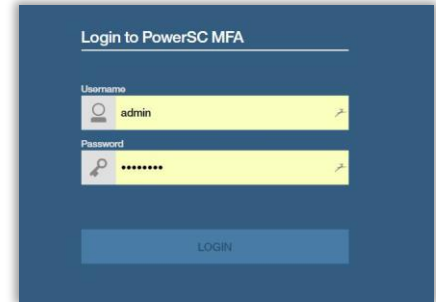 Login to PowerSC MFA
Username
admin
Password
••••••••
LOGIN